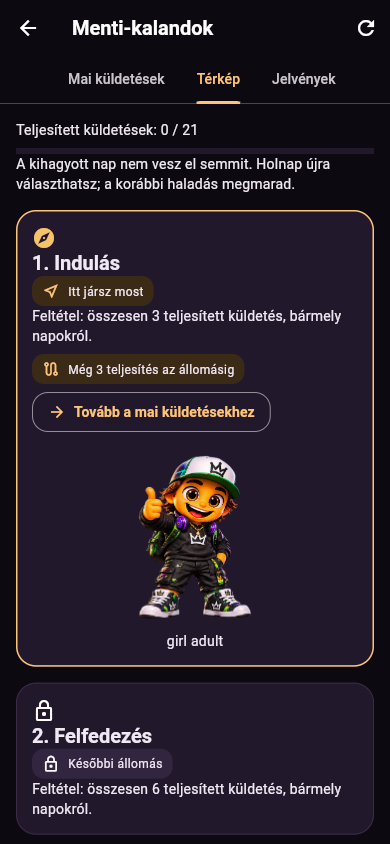 Menti-kalandok
Mai küldetések
Térkép
Jelvények
Teljesített küldetések: 0 / 21
A kihagyott nap nem vesz el semmit. Holnap újra
választhatsz; a korábbi haladás megmarad.
1. Indulás
Itt jársz most
Feltétel: összesen 3 teljesített küldetés, bármely
napokról.
Még 3 teljesítés az állomásig
Tovább a mai küldetésekhez
girl adult
2. Felfedezés
Későbbi állomás
Feltétel: összesen 6 teljesített küldetés, bármely
napokról.